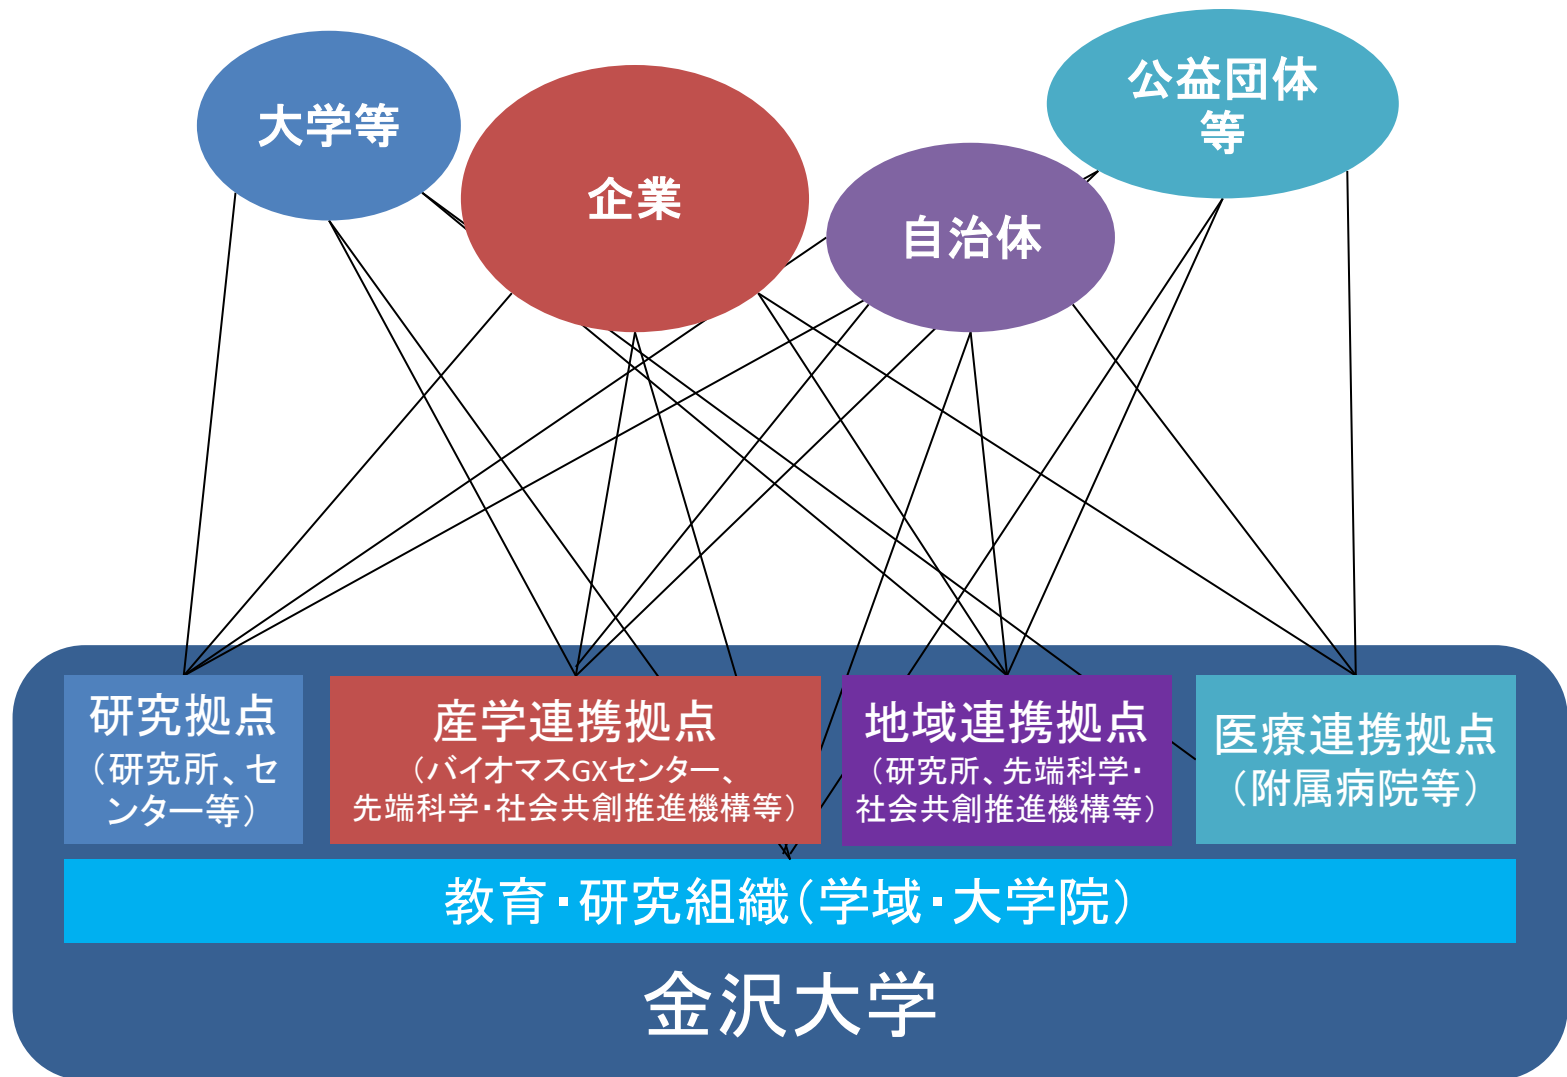 大学等
企業
公益団体
等
自治体
研究拠点
（研究所、セ
ンター等）
産学連携拠点
（バイオマスGXセンター、
先端科学・社会共創推進機構等）
地域連携拠点
（研究所、先端科学・
社会共創推進機構等）
医療連携拠点
（附属病院等）
教育・研究組織（学域・大学院）
金沢大学